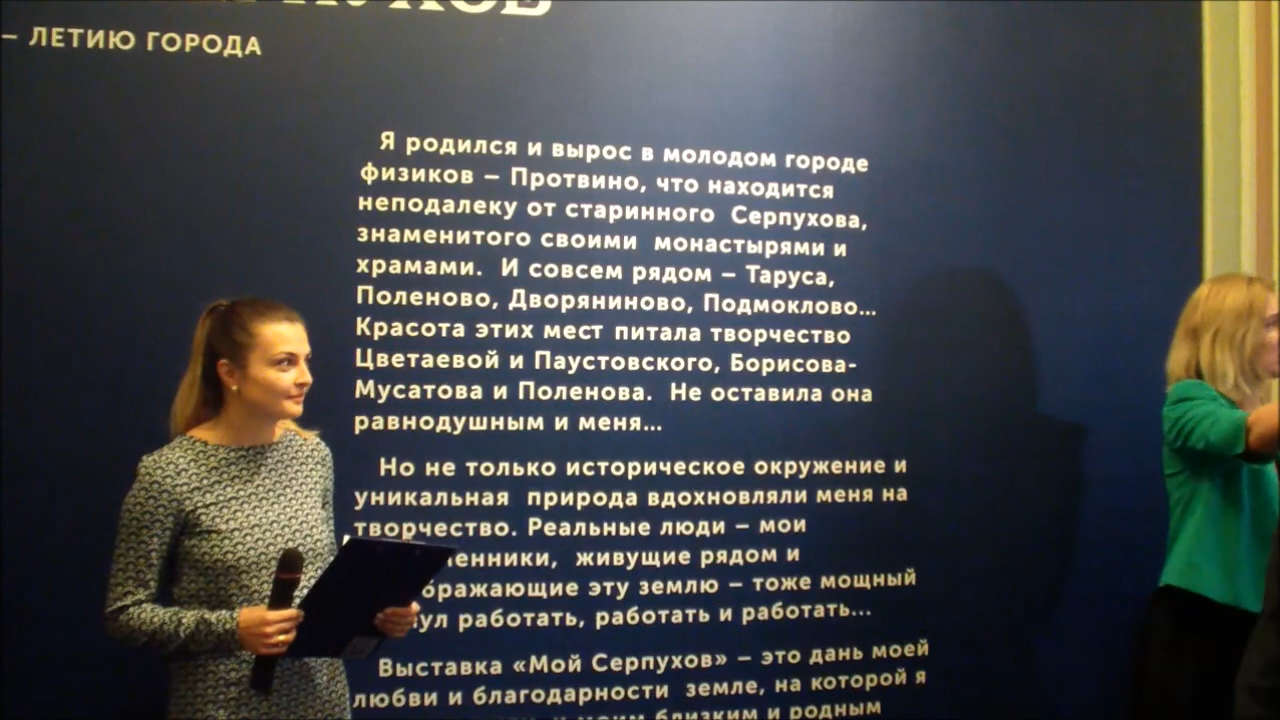 – ЛЕТИЮ ГОРОДА
Я родился и вырос в молодом городе
физиков – Протвино, что находится
неподалеку от старинного Серпухова,
знаменитого своими монастырями и
храмами. И совсем рядом – Таруса,
Поленово, Дворяниново, Подмоклово...
Красота этих мест питала творчество
Цветаевой и Паустовского, Борисова-
Мусатова и Поленова. Не оставила она
равнодушным и меня...
Но не только историческое окружение и
уникальная природа вдохновляли меня на
творчество. Реальные люди – мои
живущие рядом и
эту землю – тоже мощный
работать, работать и работать...
Выставка «Мой Серпухов» – это дань моей
любви и благодарности земле, на которой я
и моим близким и родным